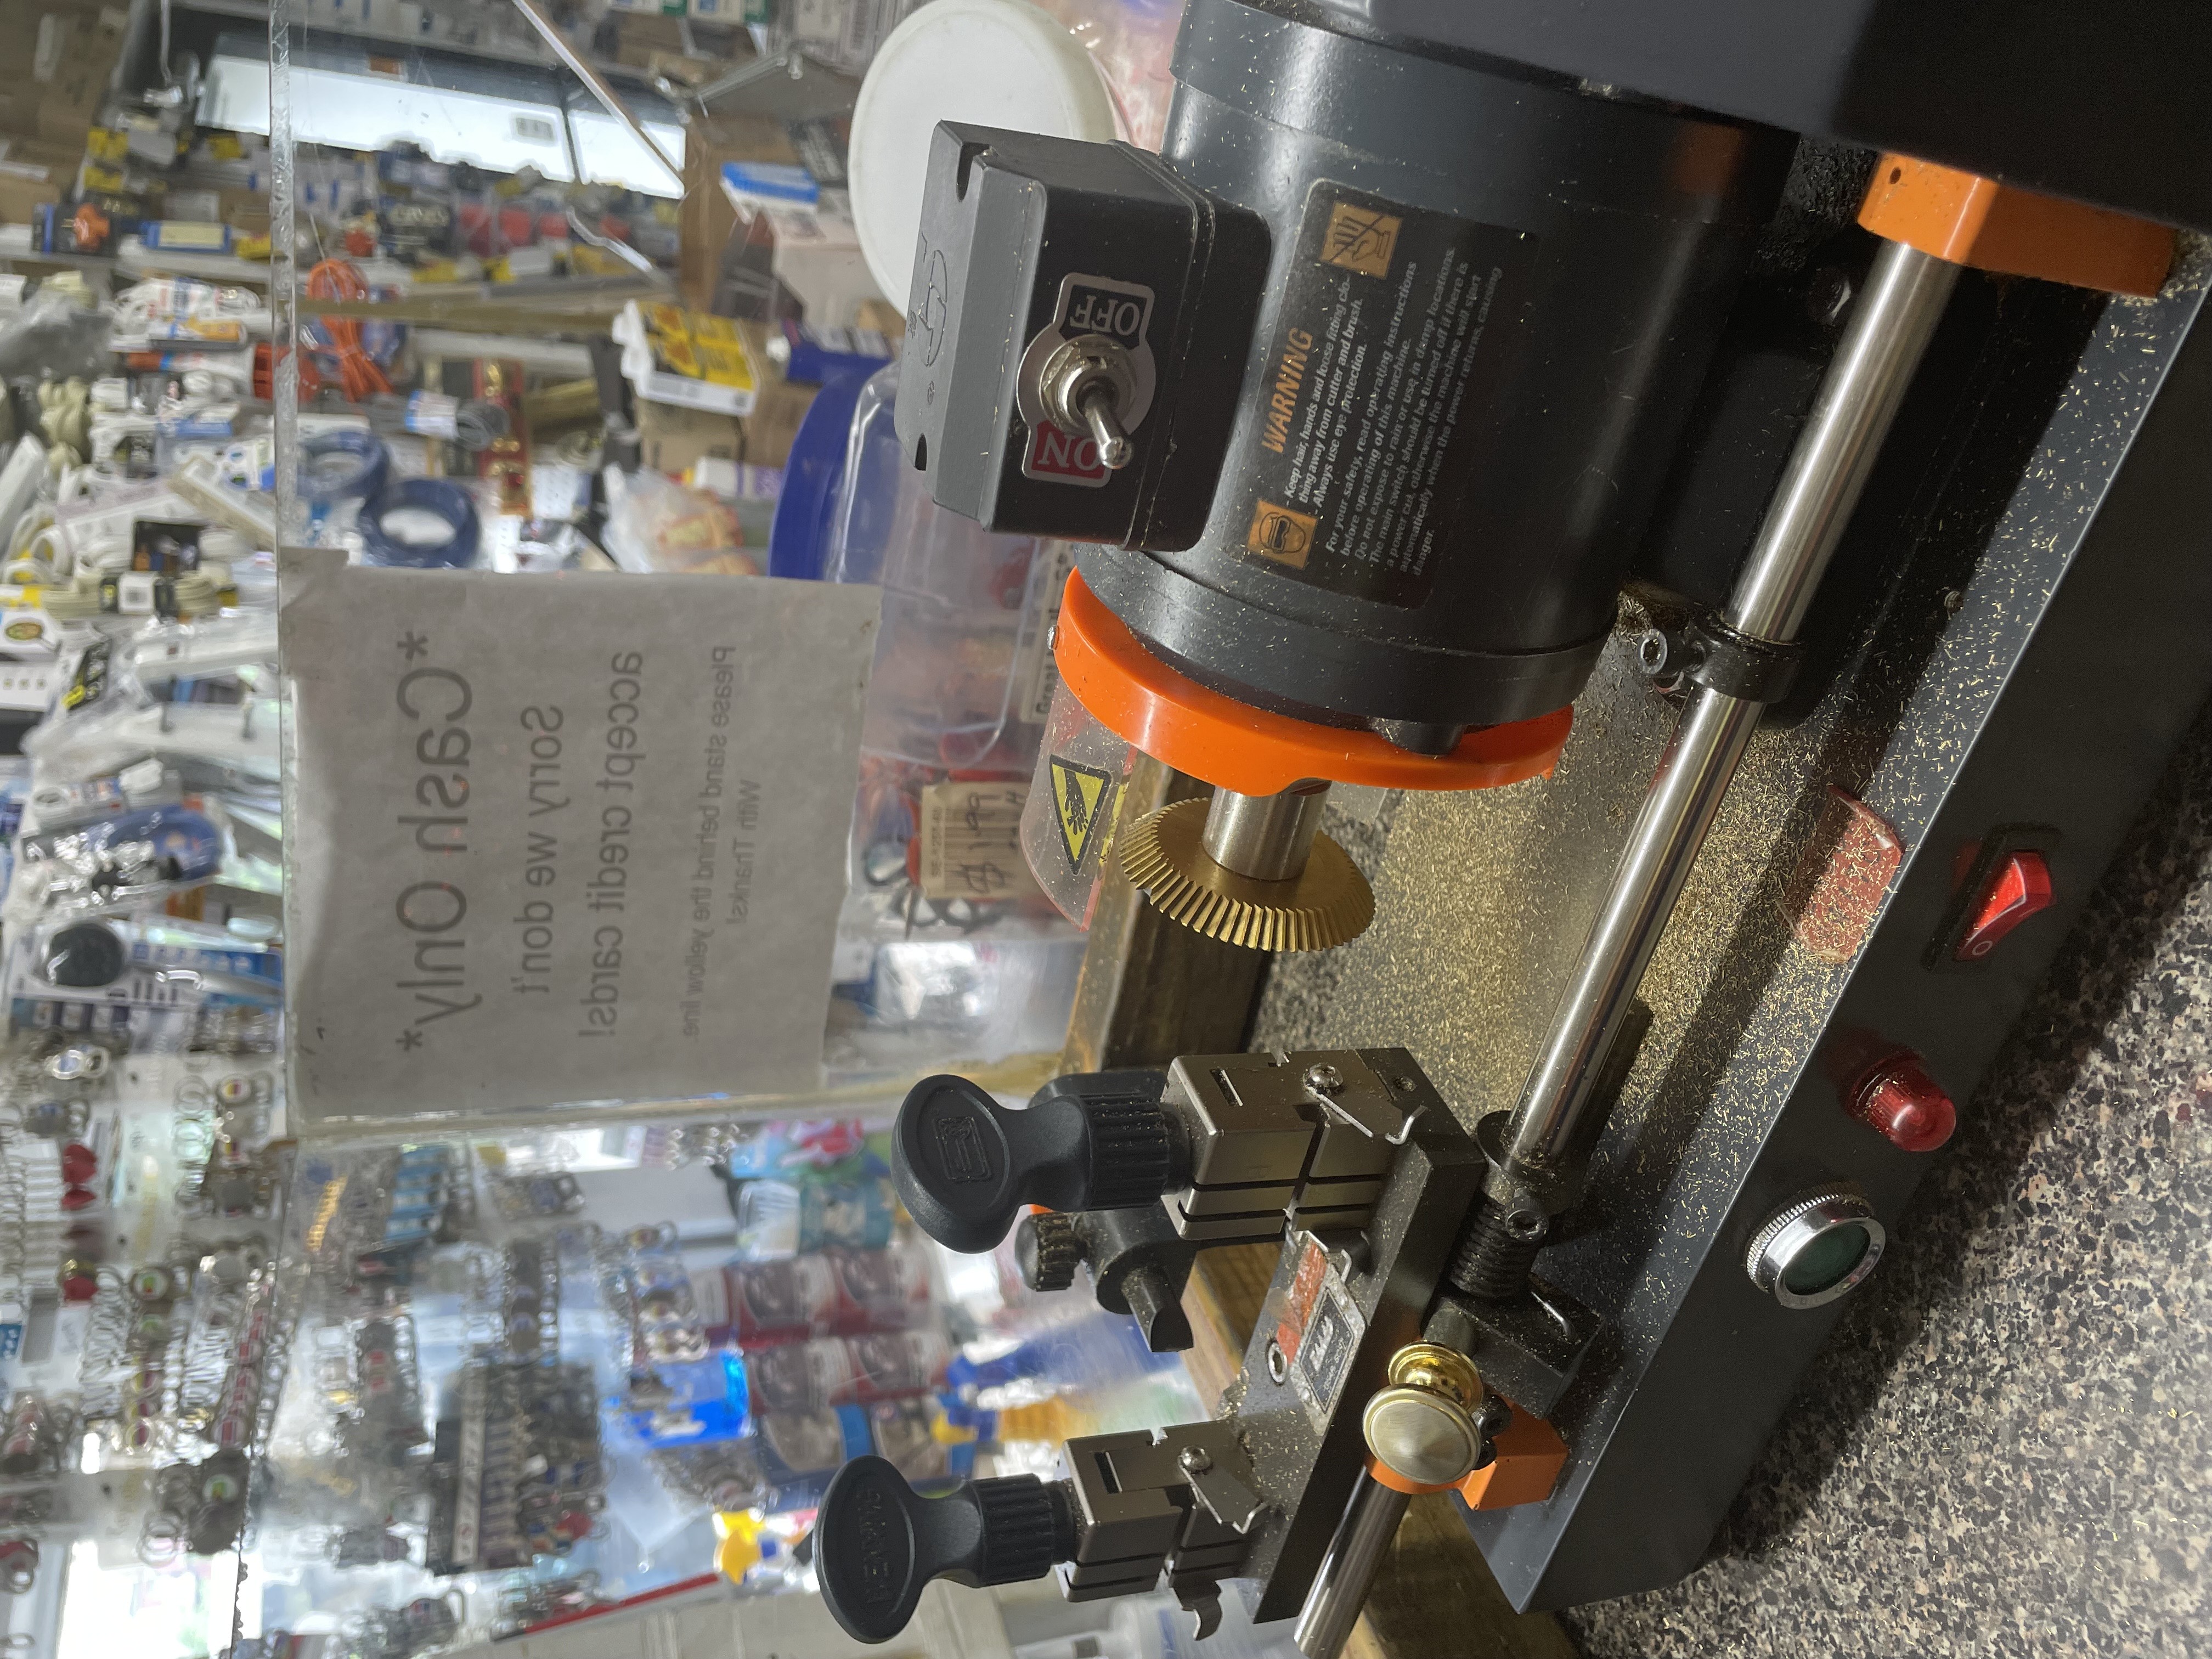 *Cash Only*
Sorry we don't
accept credit cards!
Please stand behind the yellow line.
With Thanks!
$1.99
ON
OFF
WARNING
- Keep hair, hands and loose fitting clo-
thing away from cutter and brush.
- Always use eye protection.
For your safety, read operating instructions
before operating of this machine.
Do not expose to rain or use in damp locations.
The main switch should be turned off if there is
a power cut, otherwise the machine will start
automatically when the power returns, causing
danger.